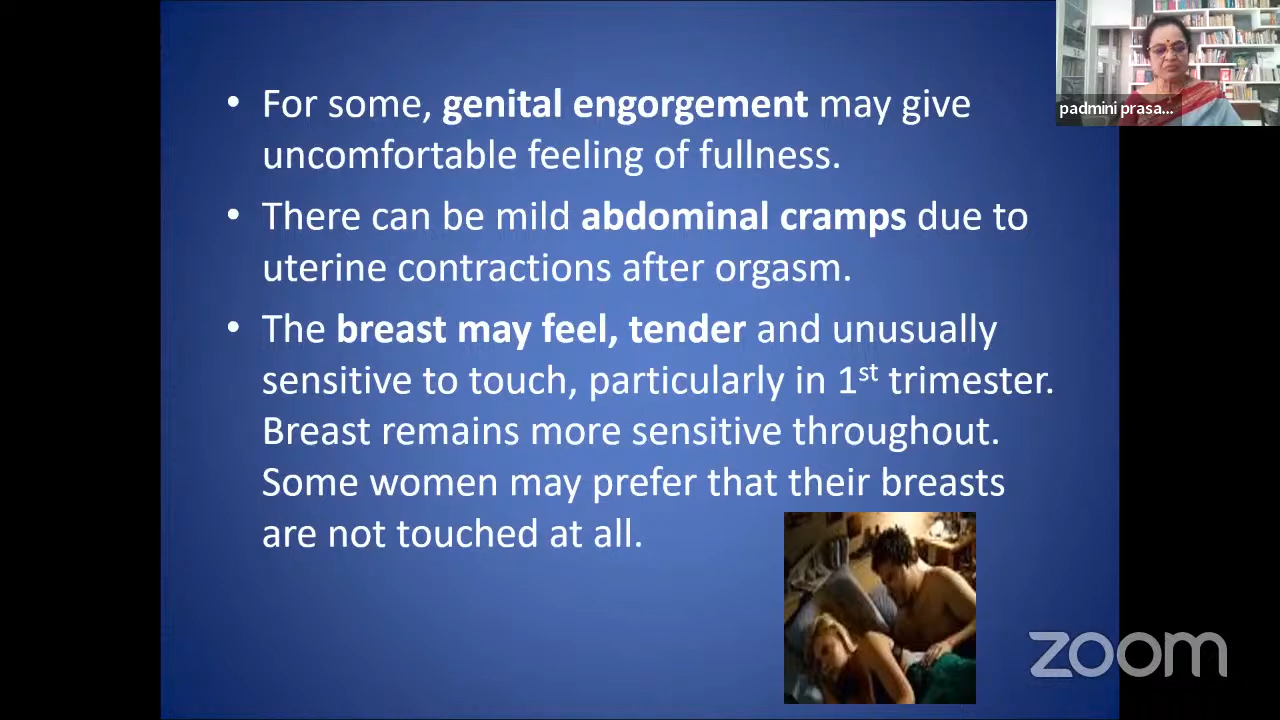 • For some, genital engorgement may give
uncomfortable feeling of fullness.
• There can be mild abdominal cramps due to
uterine contractions after orgasm.
• The breast may feel, tender and unusually
sensitive to touch, particularly in 1st trimester.
Breast remains more sensitive throughout.
Some women may prefer that their breasts
are not touched at all.
padmini prasa...
zoom